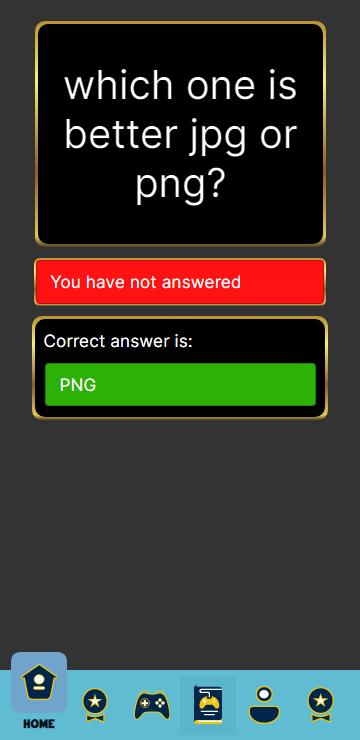 which one is
better jpg or
png?
You have not answered
Correct answer is:
PNG
HOME